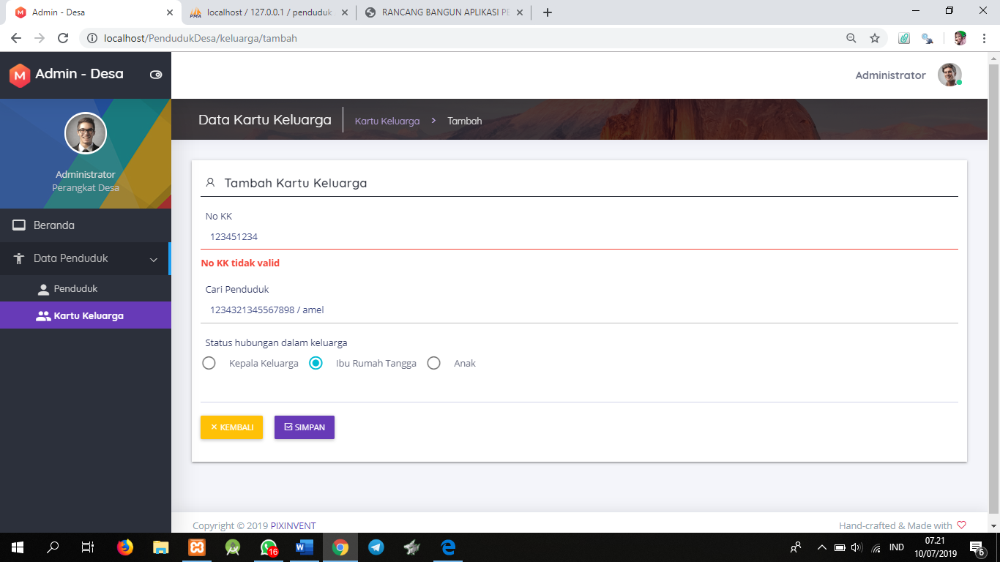 Admin - Desa
localhost / 127.0.0.1 / penduduk
RANCANG BANGUN APLIKASI PE
localhost/PendudukDesa/keluarga/tambah
M Admin - Desa
Administrator
Administrator
Perangkat Desa
Data Kartu Keluarga Kartu Keluarga > Tambah
Beranda
Data Penduduk
Penduduk
Kartu Keluarga
Tambah Kartu Keluarga
No KK
123451234
No KK tidak valid
Cari Penduduk
1234321345567898 / amel
Status hubungan dalam keluarga
Kepala Keluarga Ibu Rumah Tangga Anak
KEMBALI SIMPAN
Copyright © 2019 PIXINVENT
Hand-crafted & Made with
16
IND
07.21
10/07/2019
6